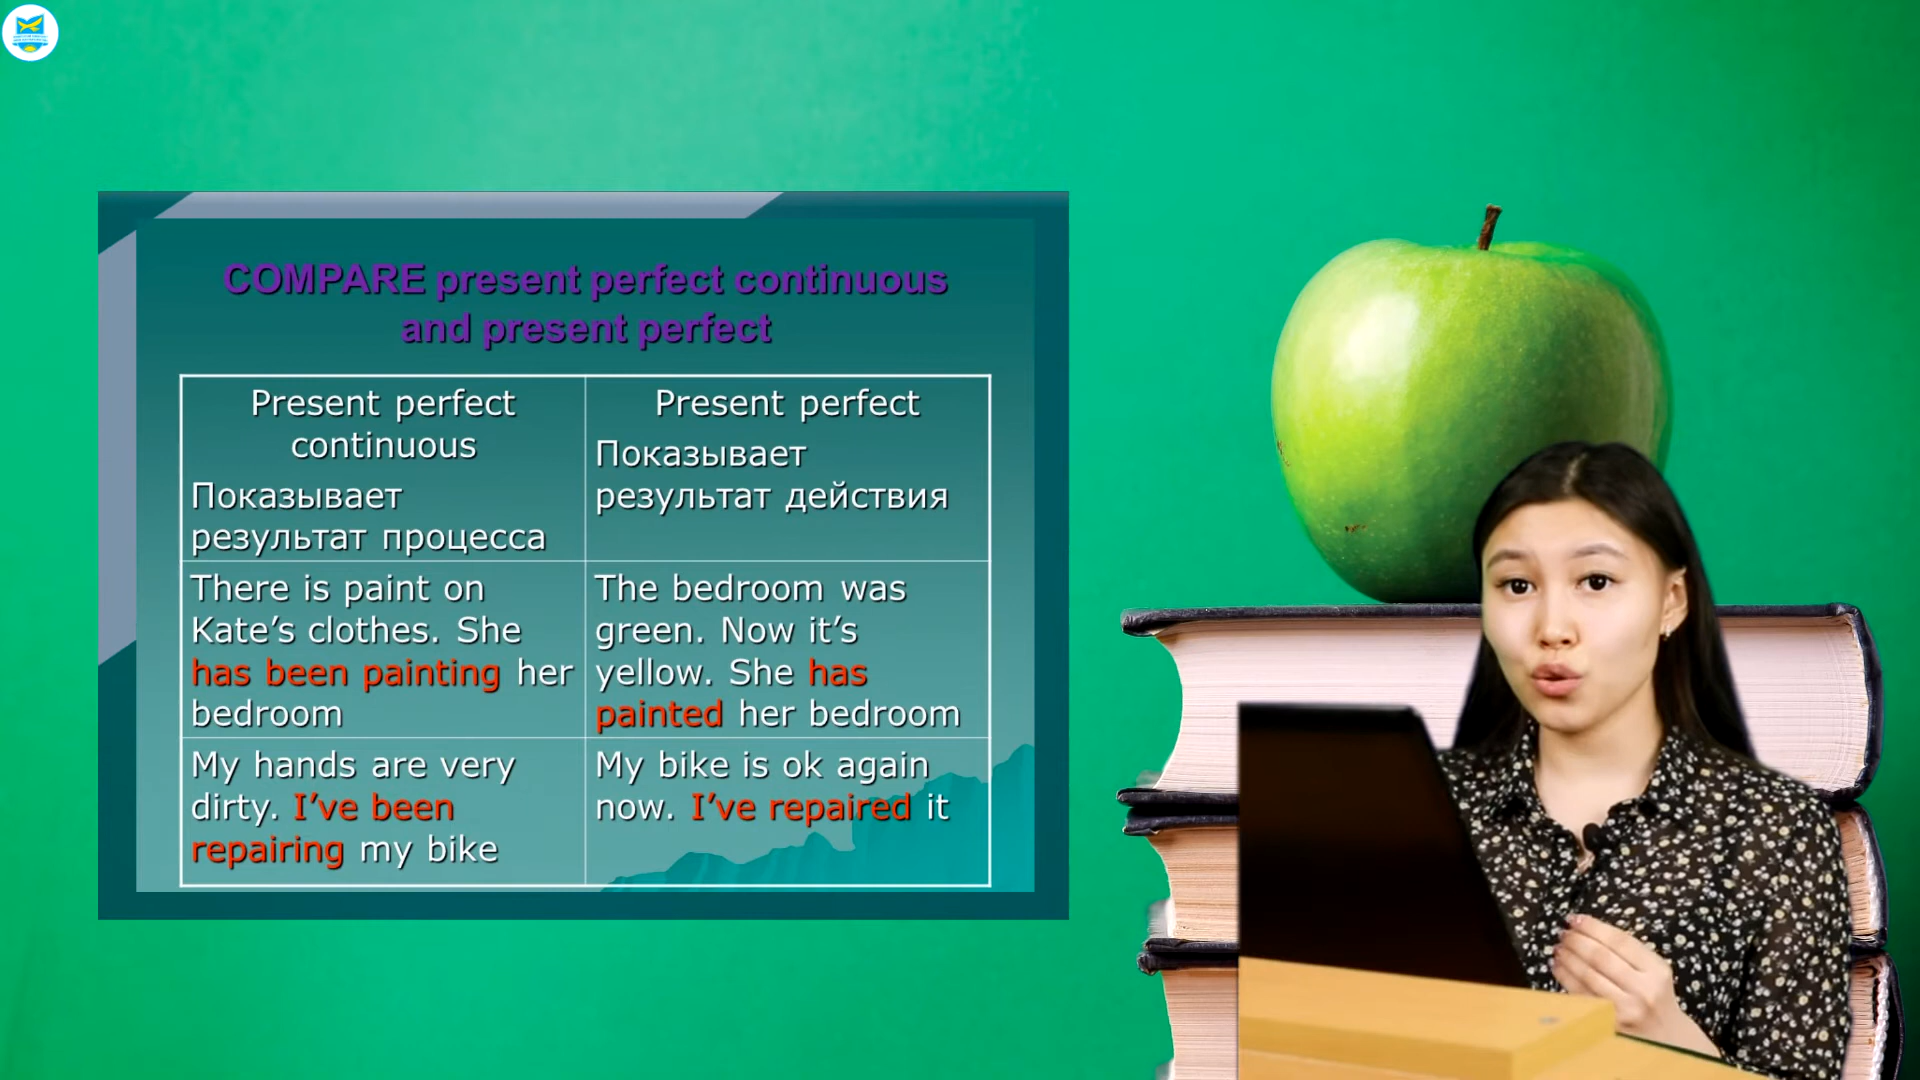 COMPARE present perfect continuous
and present perfect
Present perfect
continuous
Показывает
результат процесса
Present perfect
Показывает
результат действия
There is paint on
Kate’s clothes. She
has been painting her
bedroom
The bedroom was
green. Now it’s
yellow. She has
painted her bedroom
My hands are very
dirty. I’ve been
repairing my bike
My bike is ok again
now. I’ve repaired it